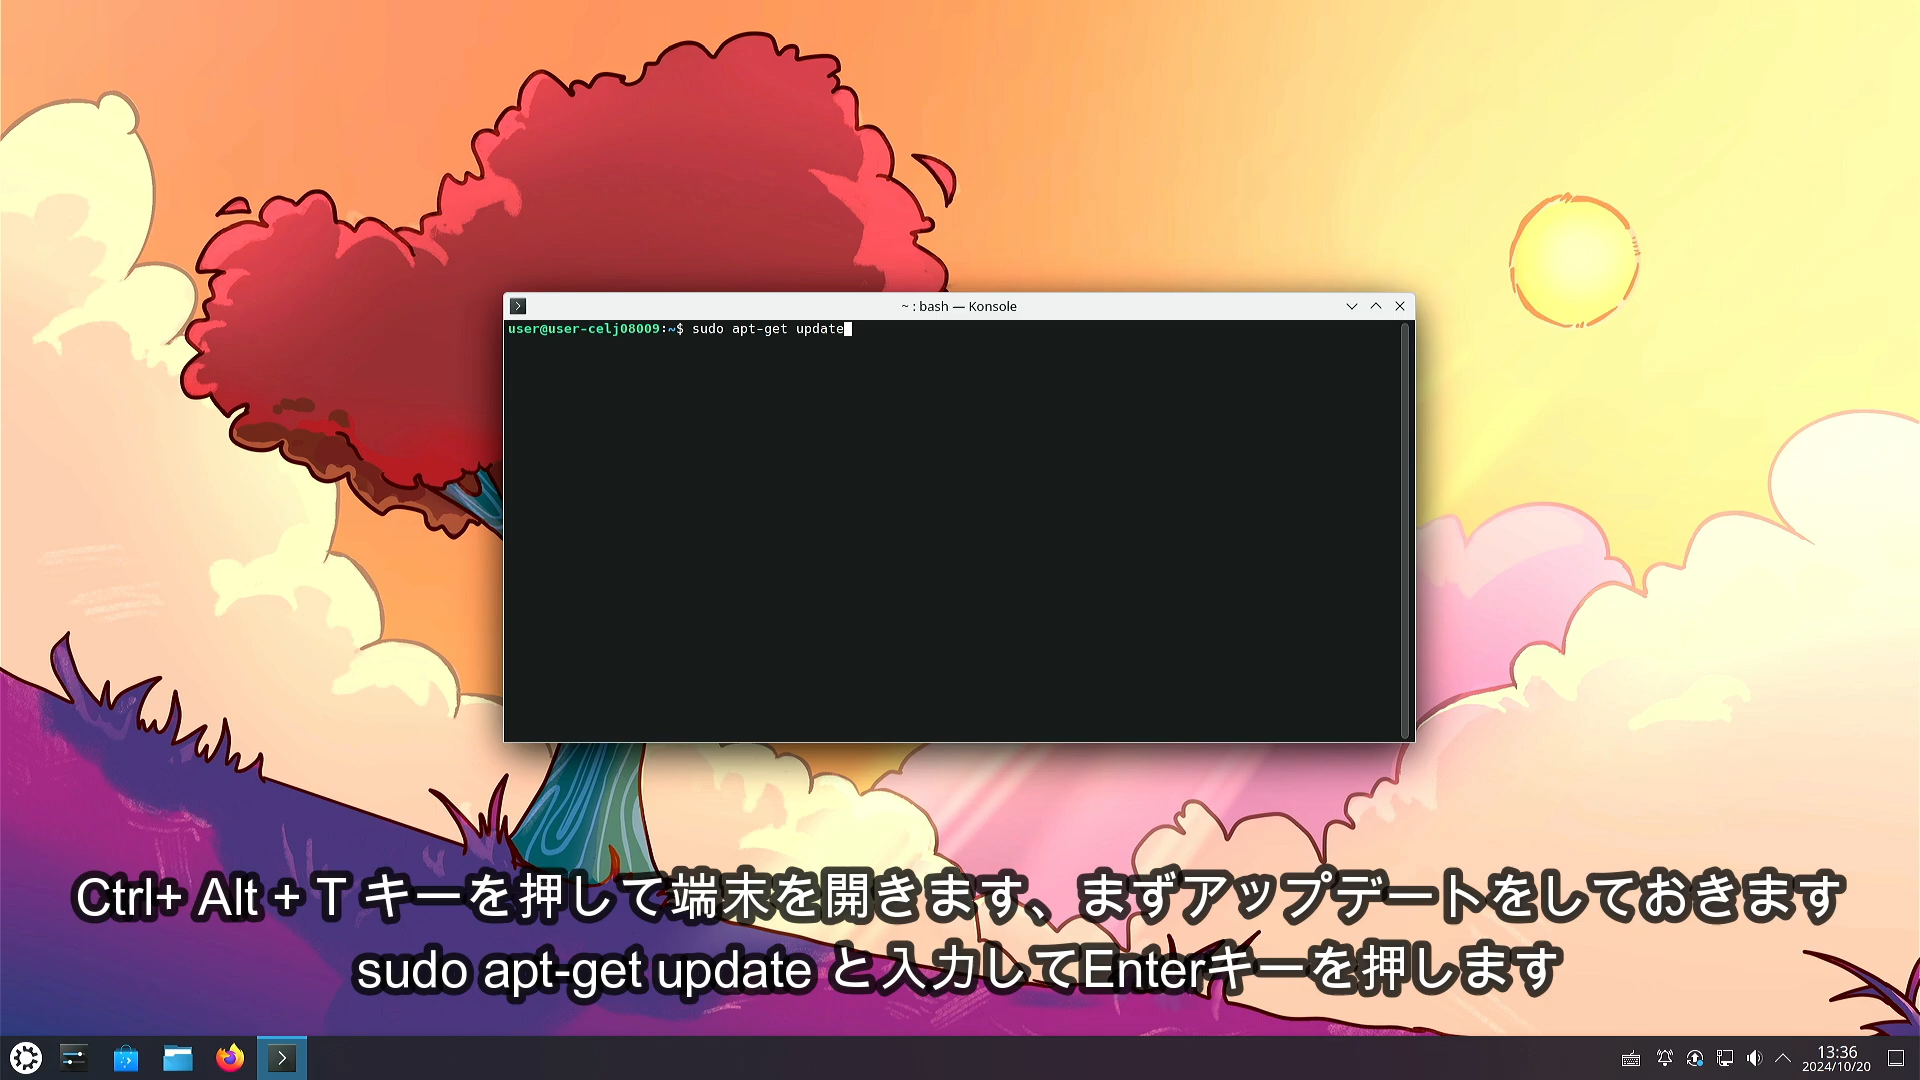 ~ : bash — Konsole
user@user-celj08009:~$ sudo apt-get update
Ctrl+ Alt + T キーを押して端末を開きます、まずアップデートをしておきます
sudo apt-get update と入力してEnterキーを押します
13:36
2024/10/20